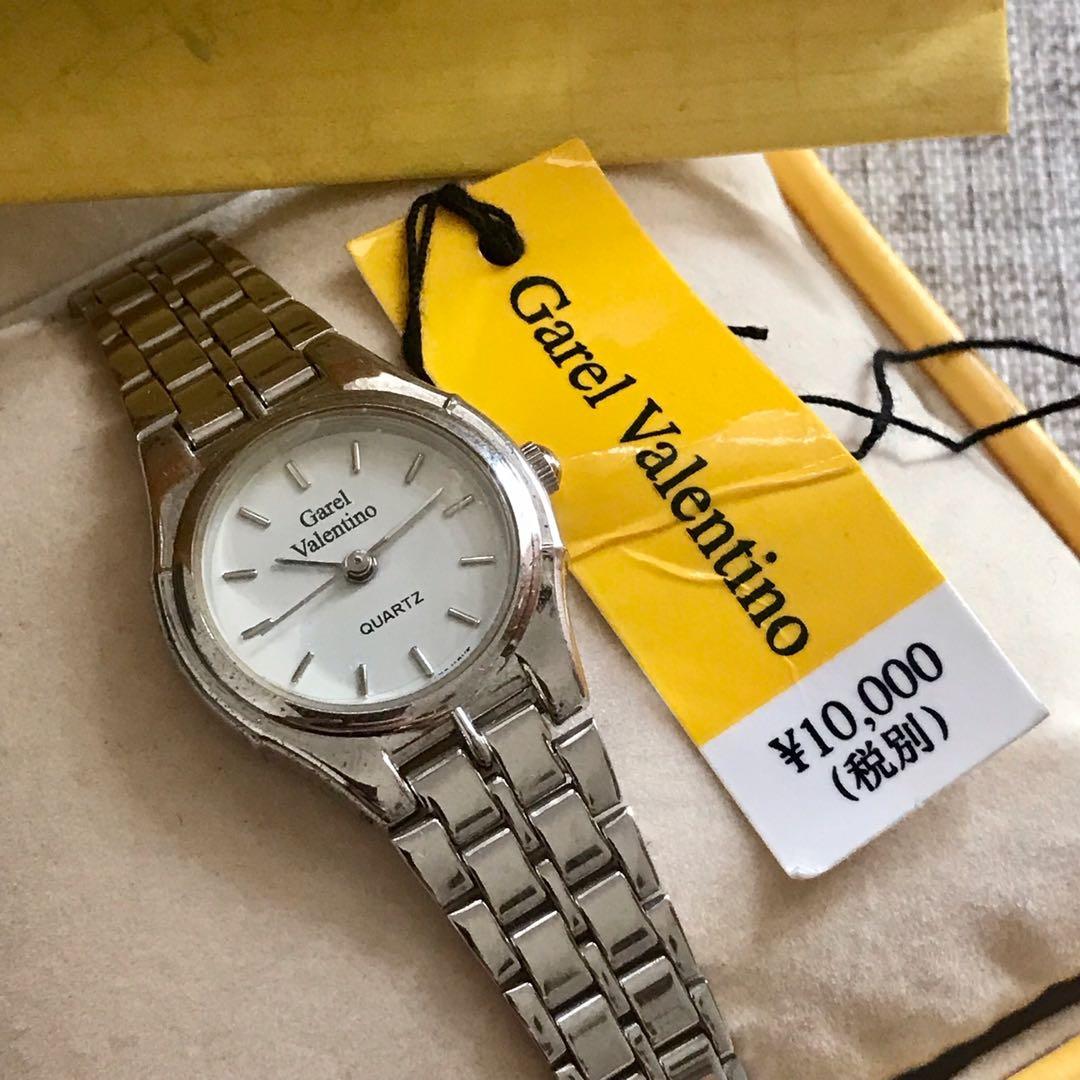 Garel
Valentino
QUARTZ
Garel Valentino
¥10,000
(税別)